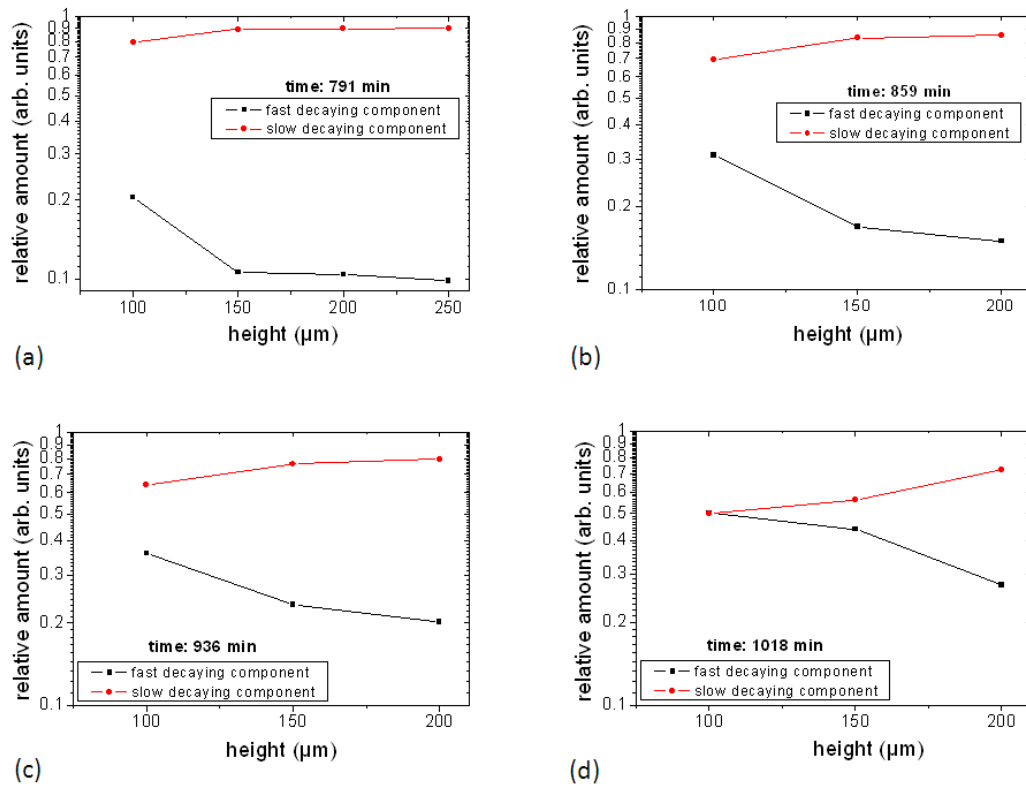 relative amount (arb. units)
1
0.9
0.8
0.7
0.6
0.5
0.4
0.3
0.2
0.1
time: 791 min
fast decaying component
slow decaying component
100 150 200 250
height (µm)
(a)
relative amount (arb. units)
1
0.9
0.8
0.7
0.6
0.5
0.4
0.3
0.2
0.1
time: 859 min
fast decaying component
slow decaying component
100 150 200
height (µm)
(b)
relative amount (arb. units)
1
0.9
0.8
0.7
0.6
0.5
0.4
0.3
0.2
0.1
time: 936 min
fast decaying component
slow decaying component
100 150 200
height (µm)
(c)
relative amount (arb. units)
1
0.9
0.8
0.7
0.6
0.5
0.4
0.3
0.2
0.1
time: 1018 min
fast decaying component
slow decaying component
100 150 200
height (µm)
(d)